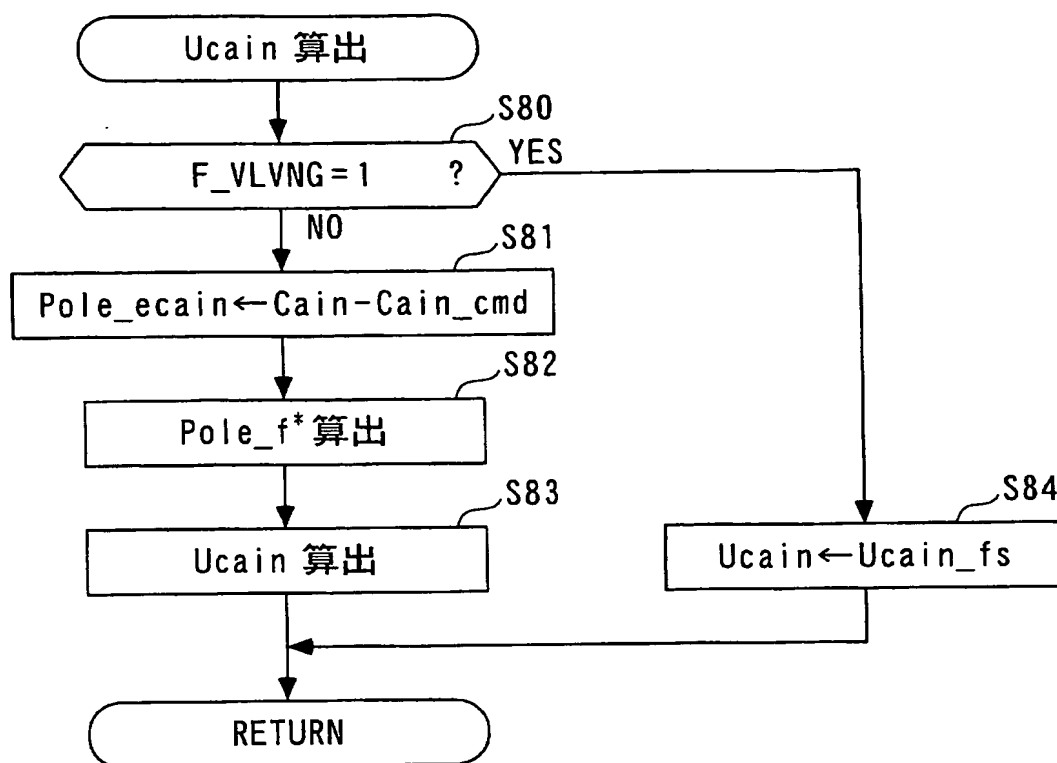 Ucain 算出
S80
F_VLVNG=1 ?
YES
NO
S81
Pole_ecain←Cain-Cain_cmd
S82
Pole_f* 算出
S83
Ucain 算出
S84
Ucain←Ucain_fs
RETURN